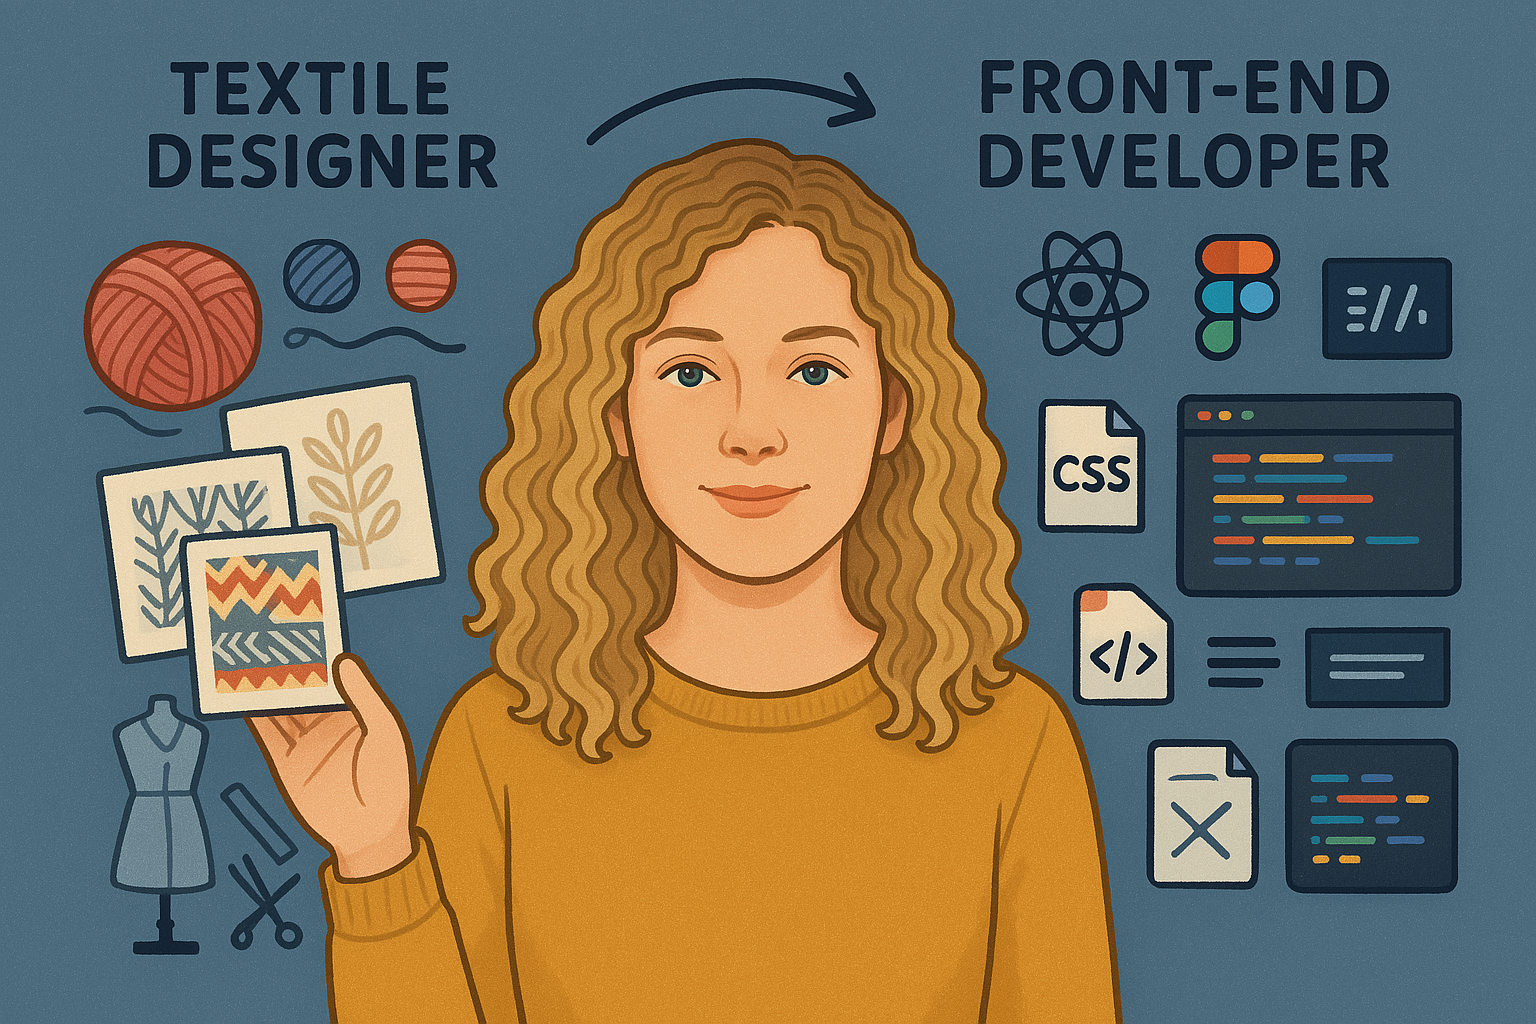 TEXTILE
DESIGNER
FRONT-END
DEVELOPER
CSS
</>